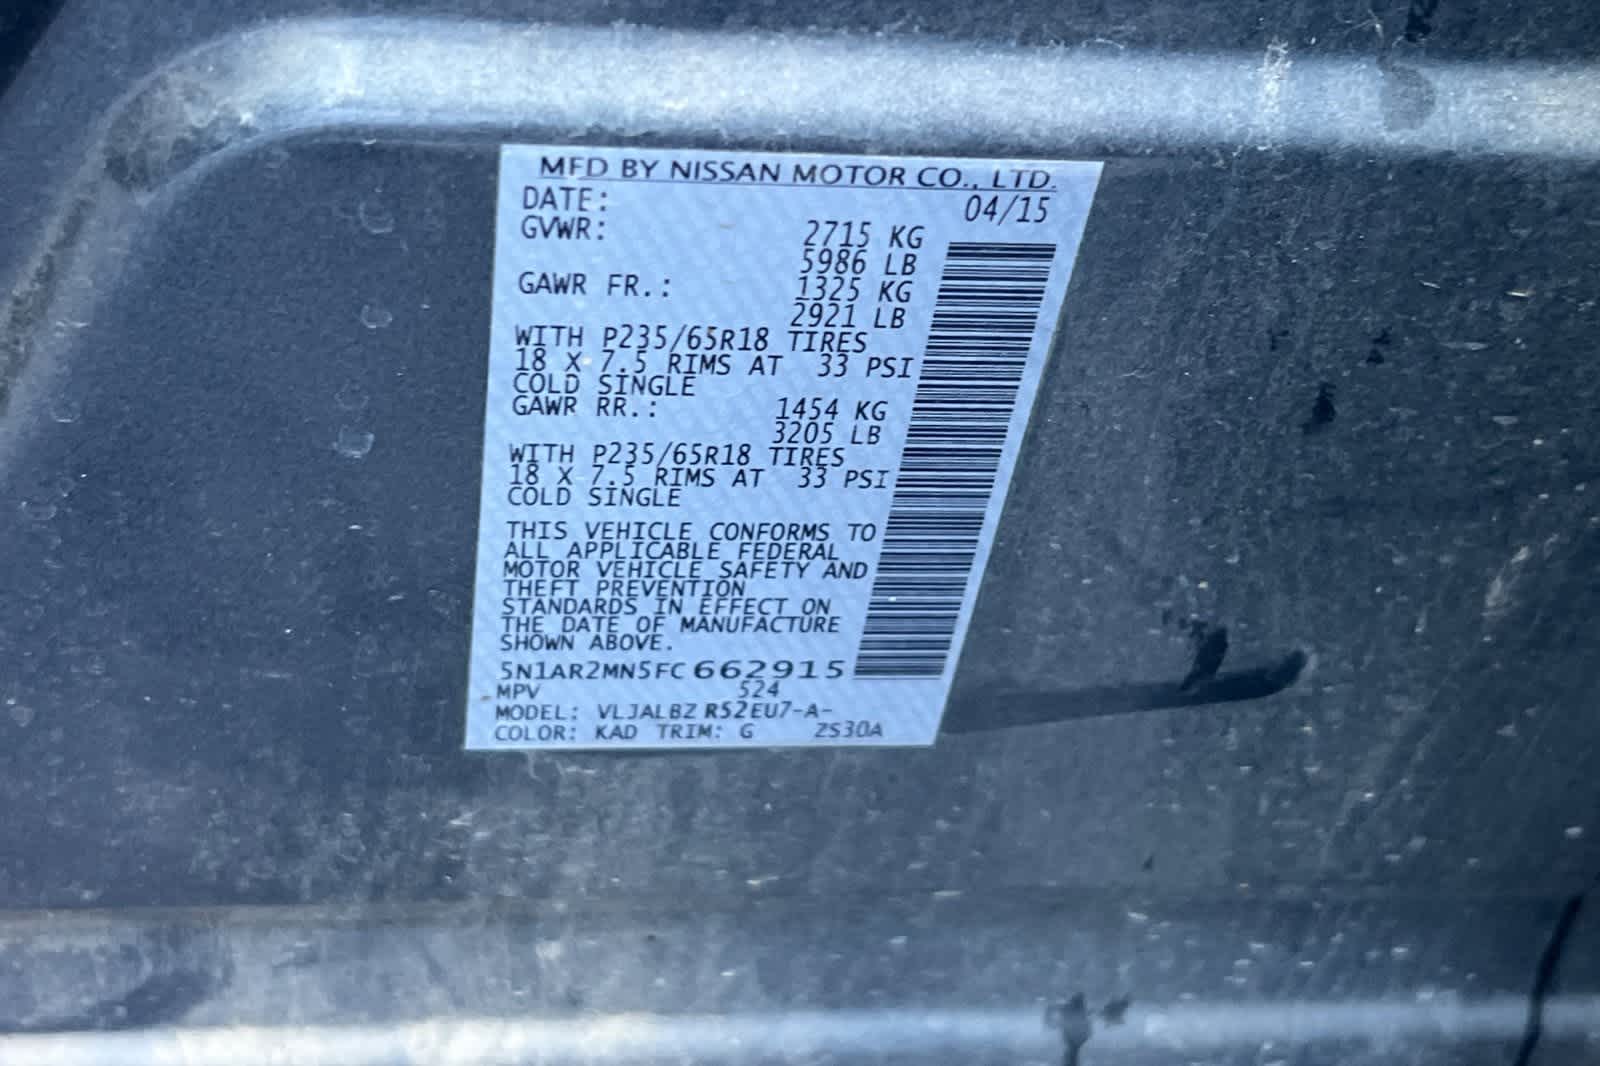 MFD BY NISSAN MOTOR CO., LTD.
DATE: 04/15
GVWR: 2715 KG
5986 LB
GAWR FR.: 1325 KG
2921 LB
WITH P235/65R18 TIRES
18 X 7.5 RIMS AT 33 PSI
COLD SINGLE
GAWR RR.: 1454 KG
3205 LB
WITH P235/65R18 TIRES
18 X 7.5 RIMS AT 33 PSI
COLD SINGLE
THIS VEHICLE CONFORMS TO
ALL APPLICABLE FEDERAL
MOTOR VEHICLE SAFETY AND
THEFT PREVENTION
STANDARDS IN EFFECT ON
THE DATE OF MANUFACTURE
SHOWN ABOVE.
5N1AR2MN5FC662915
MPV 524
MODEL: VLJALBZ R52EU7-A-
COLOR: KAD TRIM: G ZS30A